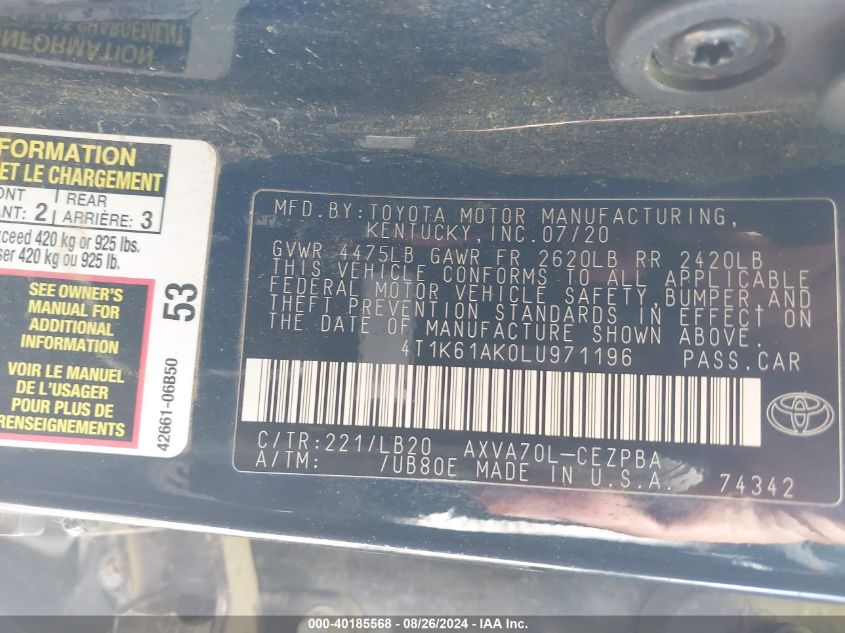 INFORMATION
FORMATION
ET LE CHARGEMENT
REAR
ANT: 2 ARRIÈRE: 3
xceed 420 kg or 925 lbs.
ser 420 kg ou 925 lb.
SEE OWNER'S
MANUAL FOR
ADDITIONAL
INFORMATION
VOIR LE MANUEL
DE L'USAGER
POUR PLUS DE
RENSEIGNEMENTS
53
42661-06B50
MFD.BY:TOYOTA MOTOR MANUFACTURING,
KENTUCKY,INC.07/20
GVWR 4475LB GAWR FR 2620LB RR 2420LB
THIS VEHICLE CONFORMS TO ALL APPLICABLE
FEDERAL MOTOR VEHICLE SAFETY,BUMPER,AND
THEFT PREVENTION STANDARDS IN EFFECT ON
THE DATE OF MANUFACTURE SHOWN ABOVE.
4T1K61AK0LU971196 PASS.CAR
C/TR:221/LB20 AXVA70L-CEZPBA
A/TM: /UB80E MADE IN U.S.A.
74342
000-40185568 - 08/26/2024 - IAAI.COM